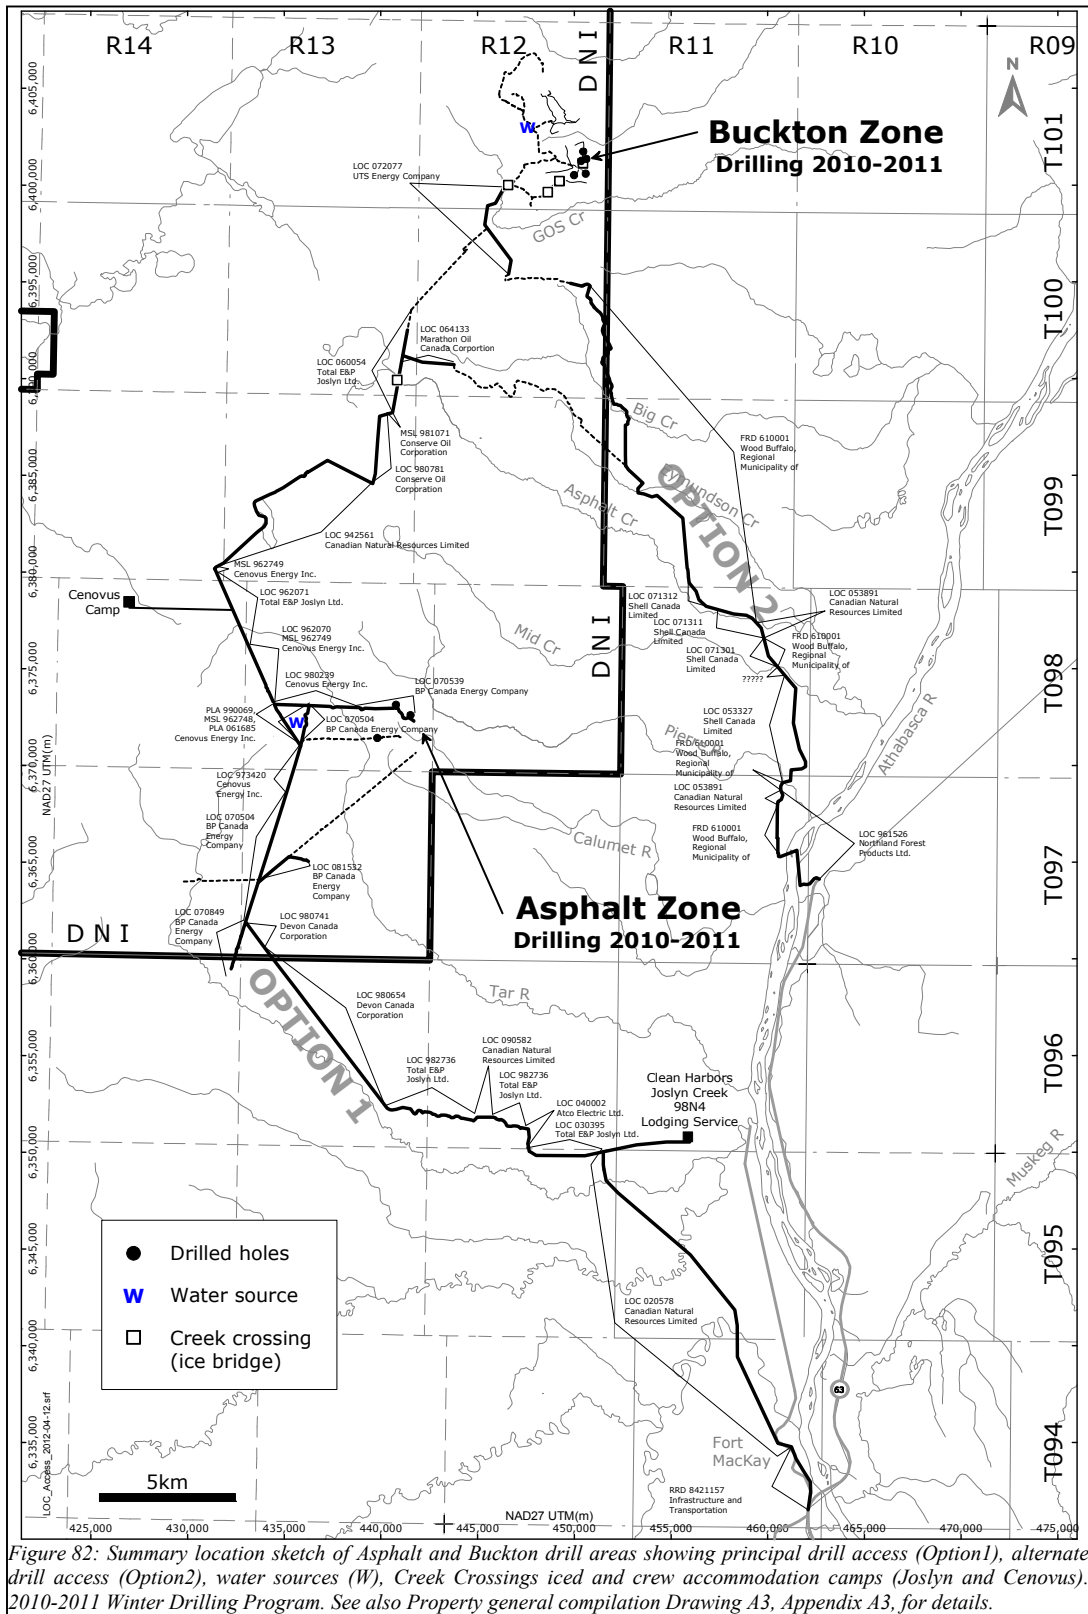 R14
R13
R12
R11
R10
R09
DNI
N
6,405,000
T101
W
Buckton Zone
Drilling 2010-2011
LOC 072077
UTS Energy Company
6,400,000
GOS Cr
6,395,000
T100
LOC 064133
Marathon Oil
Canada Corportion
LOC 060054
Total E&P
Joslyn Ltd.
6,390,000
Big Cr
MSL 981071
Conserve Oil
Corporation
FRD 610001
Wood Buffalo,
Regional
Municipality of
LOC 980781
Conserve Oil
Corporation
6,385,000
Eymundson Cr
OPTION 2
Asphalt Cr
T099
LOC 942561
Canadian Natural Resources Limited
6,380,000
MSL 962749
Cenovus Energy Inc.
Cenovus
Camp
LOC 962071
Total E&P Joslyn Ltd.
LOC 071312
Shell Canada
Limited
LOC 053891
Canadian Natural
Resources Limited
LOC 071311
Shell Canada
Limited
DNI
Mid Cr
LOC 962070
MSL 962749
Cenovus Energy Inc.
FRD 610001
Wood Buffalo,
Regional
Municipality of
LOC 071301
Shell Canada
Limited
?????
T098
6,375,000
LOC 980239
Cenovus Energy Inc.
LOC 070539
BP Canada Energy Company
PLA 990069,
MSL 962748,
PLA 061685
Cenovus Energy Inc.
W
LOC 070504
BP Canada Energy Company
LOC 053327
Shell Canada
Limited
Athabasca R
Pierre R
FRD 610001
Wood Buffalo,
Regional
Municipality of
6,370,000
NAD27 UTM(m)
LOC 973420
Cenovus
Energy Inc.
LOC 053891
Canadian Natural
Resources Limited
LOC 070504
BP Canada
Energy
Company
Calumet R
FRD 610001
Wood Buffalo,
Regional
Municipality of
LOC 961526
Northland Forest
Products Ltd.
6,365,000
T097
LOC 081532
BP Canada
Energy
Company
LOC 070849
BP Canada
Energy
Company
LOC 980741
Devon Canada
Corporation
Asphalt Zone
Drilling 2010-2011
DNI
6,360,000
OPTION 1
Tar R
LOC 980654
Devon Canada
Corporation
6,355,000
LOC 090582
Canadian Natural
Resources Limited
T096
LOC 982736
Total E&P
Joslyn Ltd.
LOC 982736
Total E&P
Joslyn Ltd.
Clean Harbors
Joslyn Creek
98N4
Lodging Service
LOC 040002
Atco Electric Ltd.
LOC 030395
Total E&P Joslyn Ltd.
6,350,000
Muskeg R
Drilled holes
W Water source
Creek crossing
(ice bridge)
6,345,000
T095
LOC 020578
Canadian Natural
Resources Limited
6,340,000
63
LOC_Access_2012-04-12.srf
6,335,000
T094
Fort
MacKay
5km
RRD 8421157
Infrastructure and
Transportation
NAD27 UTM(m)
425,000
430,000
435,000
440,000
445,000
450,000
455,000
460,000
465,000
470,000
475,000
Figure 82: Summary location sketch of Asphalt and Buckton drill areas showing principal drill access (Option1), alternate
drill access (Option2), water sources (W), Creek Crossings iced and crew accommodation camps (Joslyn and Cenovus).
2010-2011 Winter Drilling Program. See also Property general compilation Drawing A3, Appendix A3, for details.